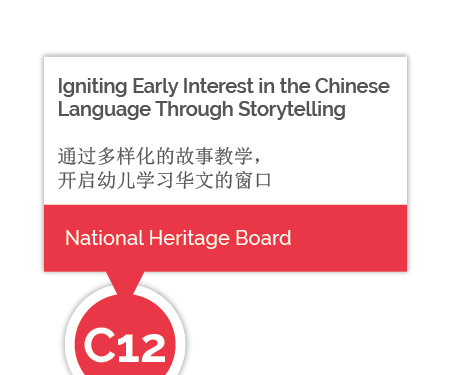 Igniting Early Interest in the Chinese
Language Through Storytelling
通过多样化的故事教学，
开启幼儿学习华文的窗口
National Heritage Board
C12